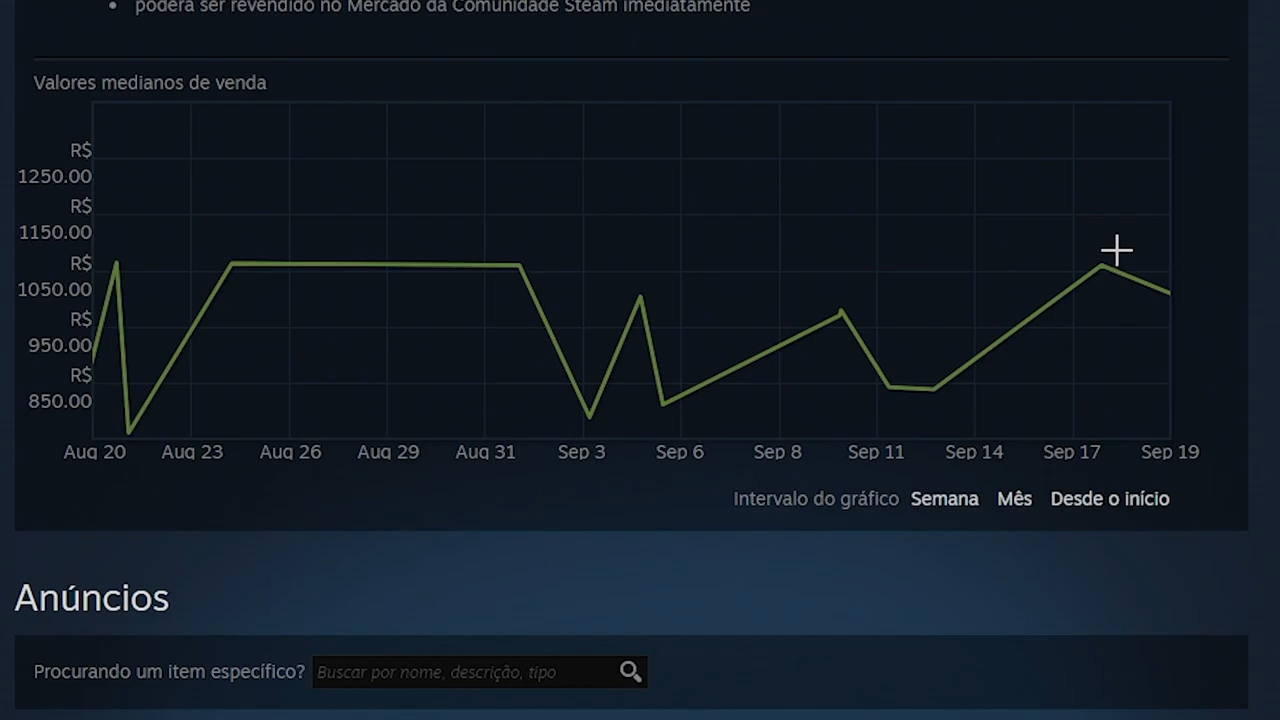 poderá ser revendido no Mercado da Comunidade Steam imediatamente
Valores medianos de venda
R$
1250.00
R$
1150.00
R$
1050.00
R$
950.00
R$
850.00
Aug 20 Aug 23 Aug 26 Aug 29 Aug 31 Sep 3 Sep 6 Sep 8 Sep 11 Sep 14 Sep 17 Sep 19
Intervalo do gráfico Semana Mês Desde o início
Anúncios
Procurando um item específico? Buscar por nome, descrição, tipo